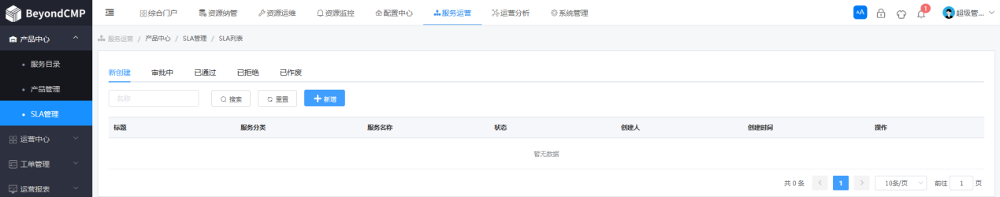 BeyondCMP
综合门户 资源纳管 资源运维 资源监控 配置中心 服务运营 运营分析 系统管理
AA
1
超级管...
产品中心
服务目录
产品管理
SLA管理
运营中心
工单管理
运营报表
服务运营 / 产品中心 / SLA管理 / SLA列表
新创建 审批中 已通过 已拒绝 已作废
名称 搜索 重置 新增
标题 服务分类 服务名称 状态 创建人 创建时间 操作
暂无数据
共 0 条 < 1 > 10条/页 前往 1 页